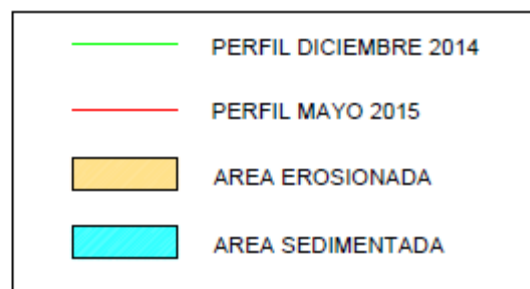 PERFIL DICIEMBRE 2014
PERFIL MAYO 2015
AREA EROSIONADA
AREA SEDIMENTADA